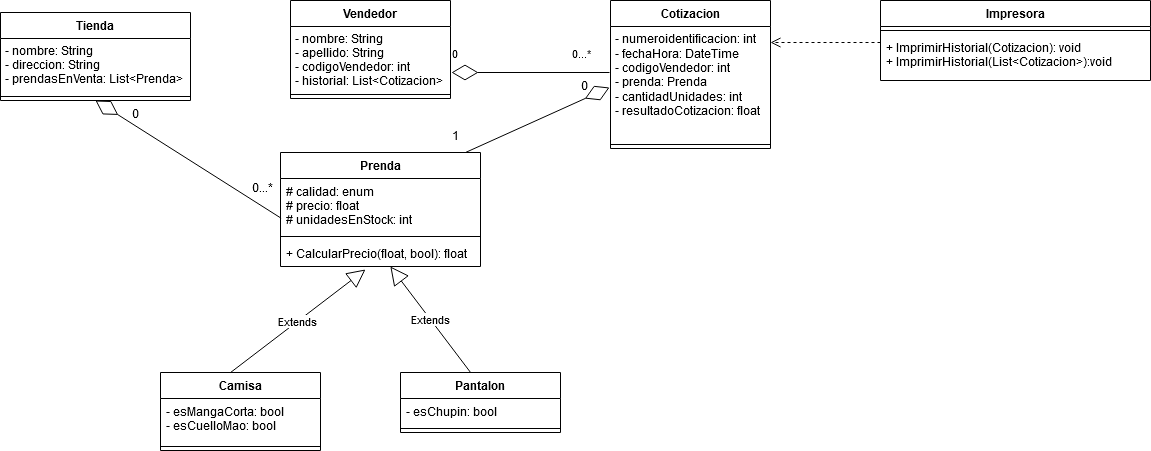 Tienda
- nombre: String
- direccion: String
- prendasEnVenta: List<Prenda>
Vendedor
- nombre: String
- apellido: String
- codigoVendedor: int
- historial: List<Cotizacion>
Cotizacion
- numeroidentificacion: int
- fechaHora: DateTime
- codigoVendedor: int
- prenda: Prenda
- cantidadUnidades: int
- resultadoCotizacion: float
Impresora
+ ImprimirHistorial(Cotizacion): void
+ ImprimirHistorial(List<Cotizacion>):void
0
0...*
0
1
0
0...*
Prenda
# calidad: enum
# precio: float
# unidadesEnStock: int
+ CalcularPrecio(float, bool): float
Extends
Extends
Camisa
- esMangaCorta: bool
- esCuelloMao: bool
Pantalon
- esChupin: bool